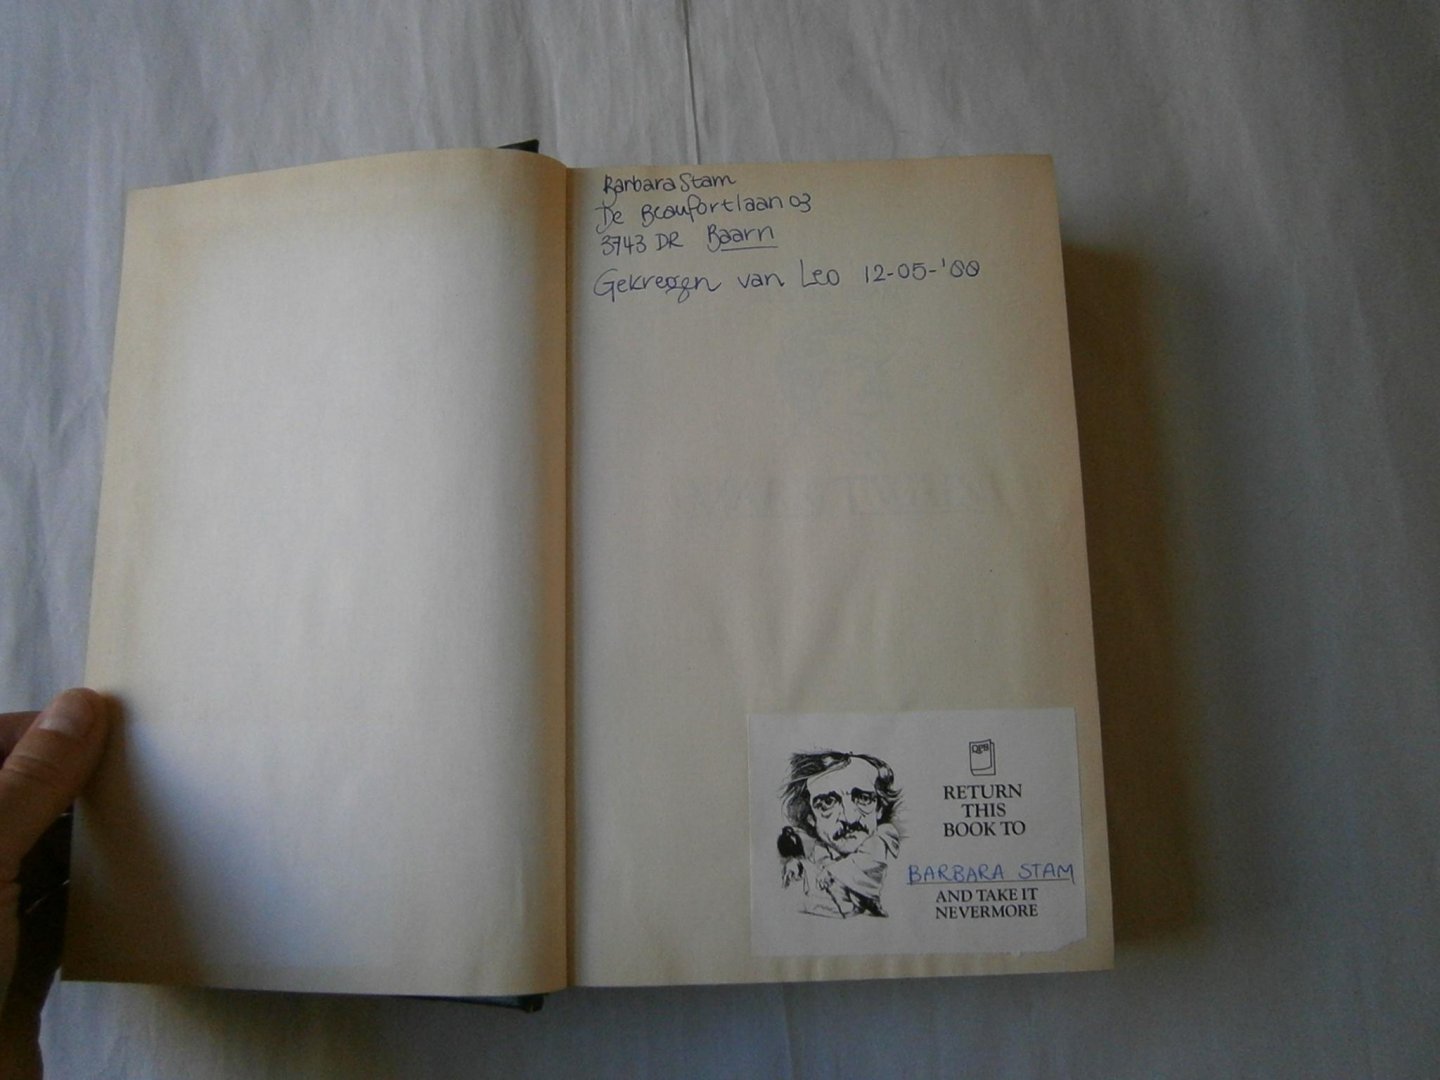 Barbara Stam
De Beaufortlaan 03
3743 DR Baarn
Gekregen van Leo 12-05-'00
QPB
RETURN
THIS
BOOK TO
BARBARA STAM
AND TAKE IT
NEVERMORE